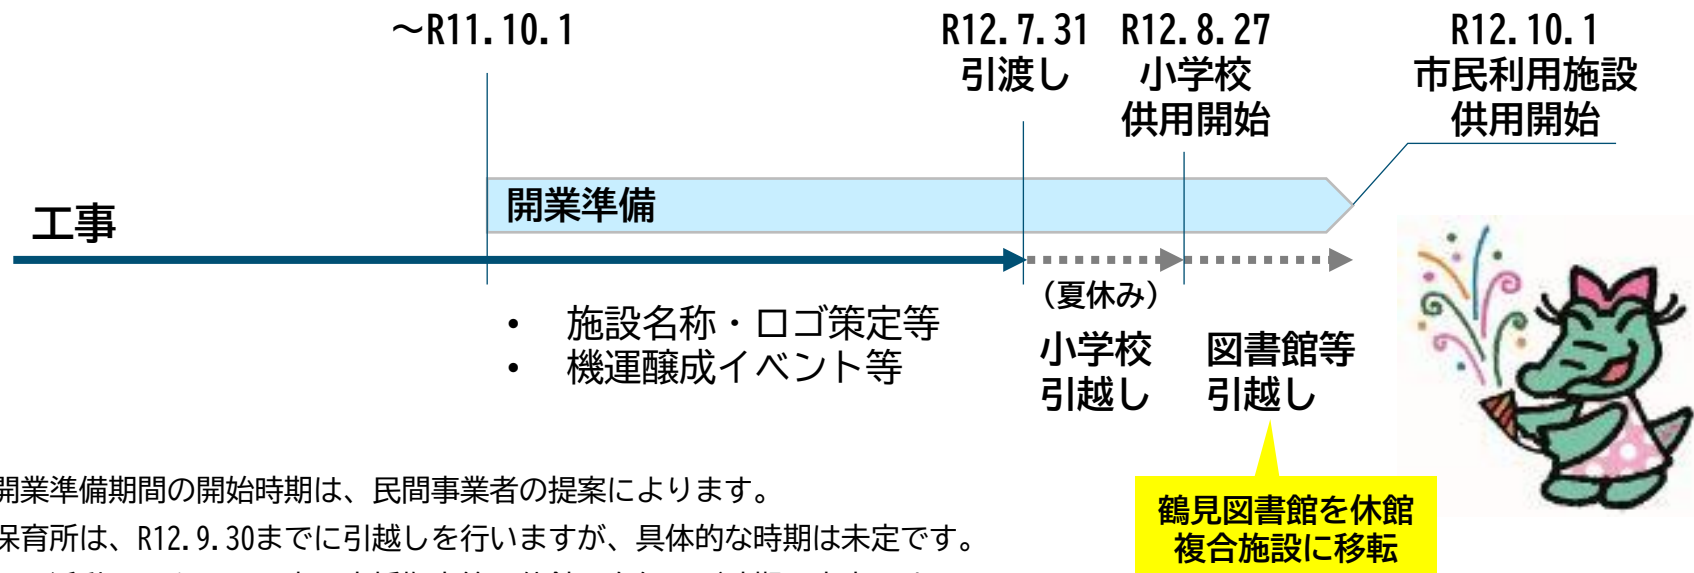 ～R11.10.1
R12.7.31
引渡し
R12.8.27
小学校
供用開始
R12.10.1
市民利用施設
供用開始
開業準備
工事
• 施設名称・ロゴ策定等
• 機運醸成イベント等
（夏休み）
小学校
引越し
図書館等
引越し
鶴見図書館を休館
複合施設に移転
開業準備期間の開始時期は、民間事業者の提案によります。
保育所は、R12.9.30までに引越しを行いますが、具体的な時期は未定です。